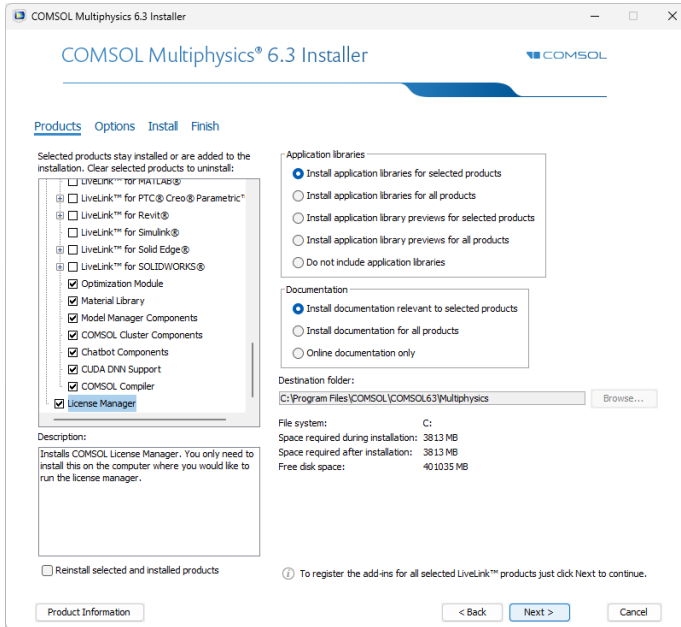 COMSOL Multiphysics 6.3 Installer
COMSOL Multiphysics® 6.3 Installer
COMSOL
Products Options Install Finish
Selected products stay installed or are added to the
installation. Clear selected products to uninstall:
LiveLink™ for MATLAB®
LiveLink™ for PTC® Creo® Parametric™
LiveLink™ for Revit®
LiveLink™ for Simulink®
LiveLink™ for Solid Edge®
LiveLink™ for SOLIDWORKS®
Optimization Module
Material Library
Model Manager Components
COMSOL Cluster Components
Chatbot Components
CUDA DNN Support
COMSOL Compiler
License Manager
Description:
Installs COMSOL License Manager. You only need to
install this on the computer where you would like to
run the license manager.
Reinstall selected and installed products
Application libraries
Install application libraries for selected products
Install application libraries for all products
Install application library previews for selected products
Install application library previews for all products
Do not include application libraries
Documentation
Install documentation relevant to selected products
Install documentation for all products
Online documentation only
Destination folder:
C:\Program Files\COMSOL\COMSOL63\Multiphysics
Browse...
File system: C:
Space required during installation: 3813 MB
Space required after installation: 3813 MB
Free disk space: 401035 MB
To register the add-ins for all selected LiveLink™ products just click Next to continue.
Product Information
< Back
Next >
Cancel